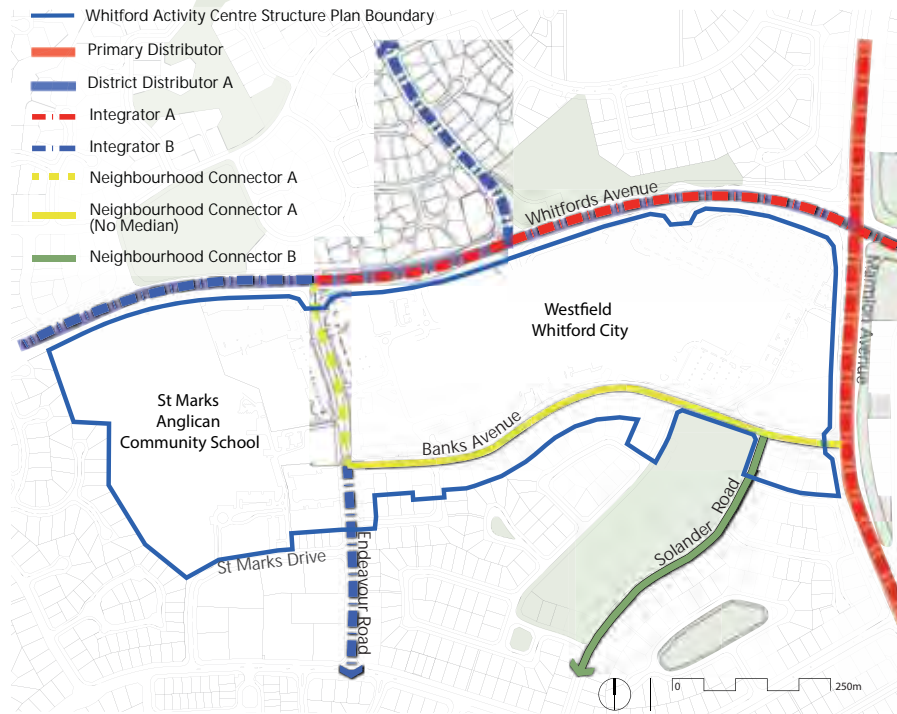 Whitford Activity Centre Structure Plan Boundary
Primary Distributor
District Distributor A
Integrator A
Integrator B
Neighbourhood Connector A
Neighbourhood Connector A
(No Median)
Neighbourhood Connector B
Whitfords Avenue
Marmion Avenue
Westfield
Whitford City
St Marks
Anglican
Community School
Banks Avenue
Solander Road
St Marks Drive
Endeavour Road
0 250m